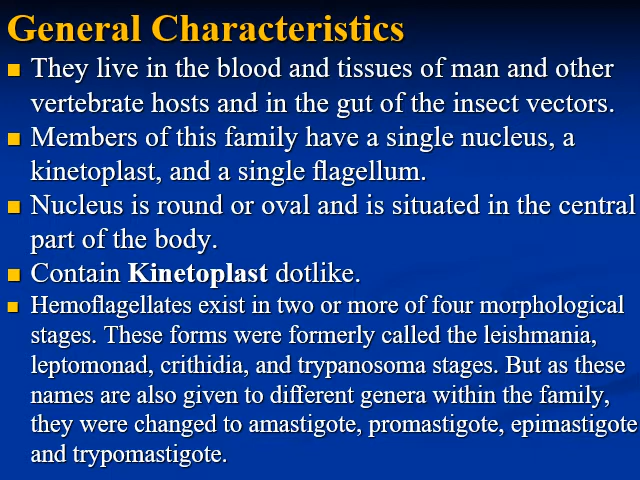 General Characteristics
■ They live in the blood and tissues of man and other
vertebrate hosts and in the gut of the insect vectors.
■ Members of this family have a single nucleus, a
kinetoplast, and a single flagellum.
■ Nucleus is round or oval and is situated in the central
part of the body.
■ Contain Kinetoplast dotlike.
■ Hemoflagellates exist in two or more of four morphological
stages. These forms were formerly called the leishmania,
leptomonad, crithidia, and trypanosoma stages. But as these
names are also given to different genera within the family,
they were changed to amastigote, promastigote, epimastigote
and trypomastigote.